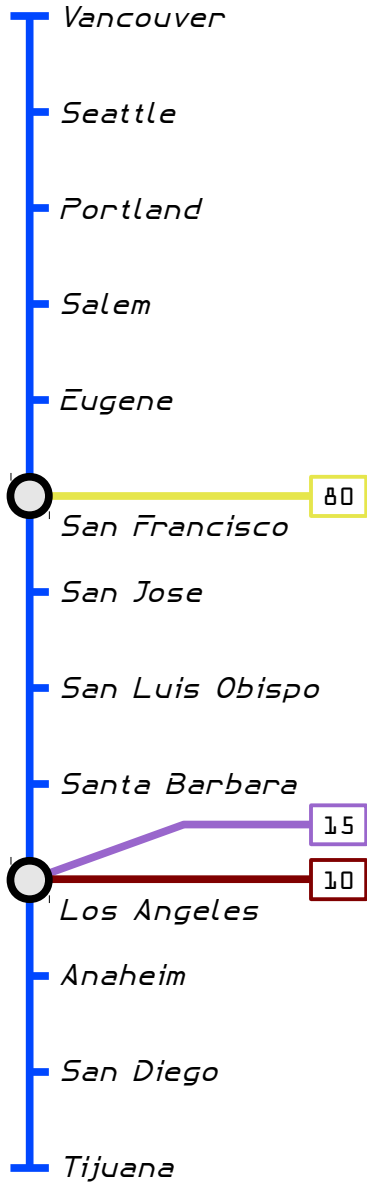 Vancouver
Seattle
Portland
Salem
Eugene
80
San Francisco
San Jose
San Luis Obispo
Santa Barbara
15
10
Los Angeles
Anaheim
San Diego
Tijuana